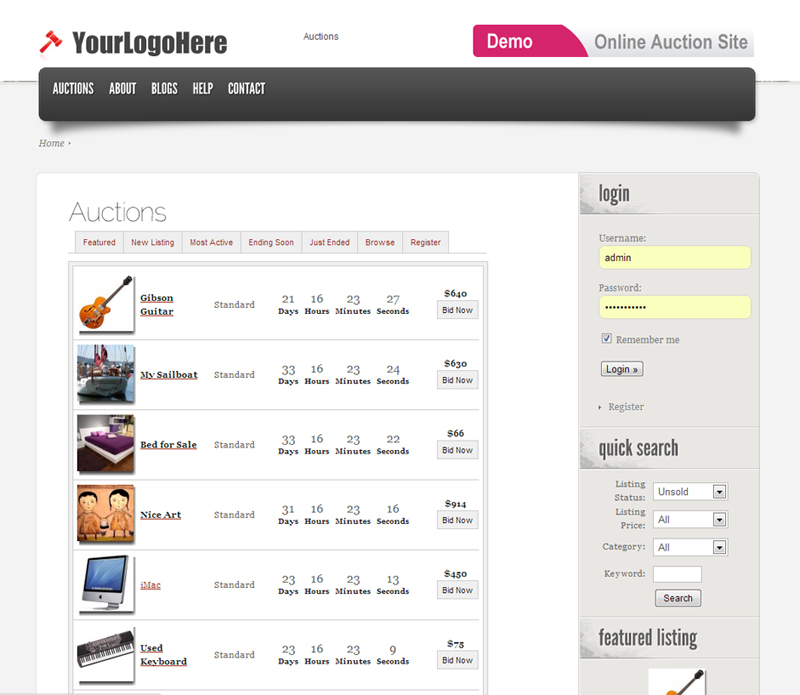 YourLogoHere
Auctions
Demo
Online Auction Site
AUCTIONS ABOUT BLOGS HELP CONTACT
Home
Auctions
Featured New Listing Most Active Ending Soon Just Ended Browse Register
Gibson
Guitar
Standard
21 16 23 27
Days Hours Minutes Seconds
$640
Bid Now
My Sailboat
Standard
33 16 23 24
Days Hours Minutes Seconds
$630
Bid Now
Bed for Sale
Standard
33 16 23 22
Days Hours Minutes Seconds
$66
Bid Now
Nice Art
Standard
31 16 23 16
Days Hours Minutes Seconds
$914
Bid Now
iMac
Standard
23 16 23 13
Days Hours Minutes Seconds
$450
Bid Now
Used
Keyboard
Standard
23 16 23 9
Days Hours Minutes Seconds
$75
Bid Now
login
Username:
admin
Password:
•••••••••••
Remember me
Login »
Register
quick search
Listing
Status:
Unsold
Listing
Price:
All
Category:
All
Keyword:
Search
featured listing